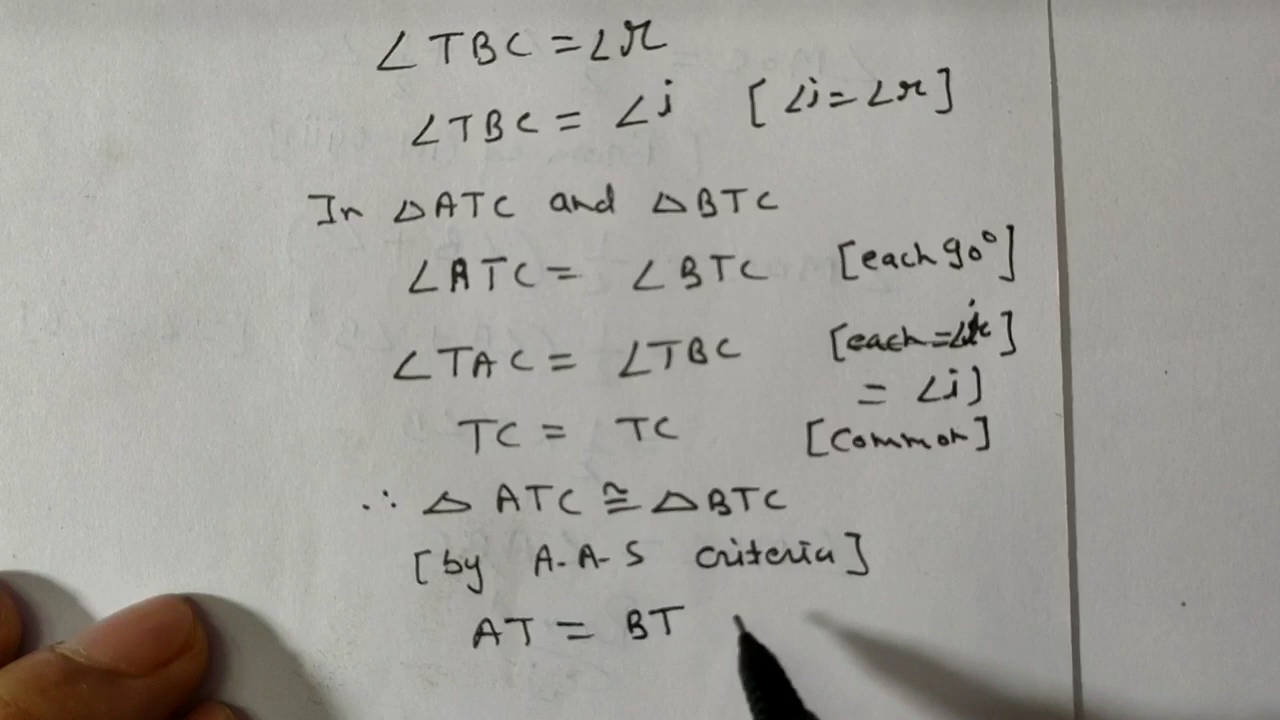 ∠TBC = ∠r
∠TBC = ∠i [∠i = ∠r]
In △ATC and △BTC
∠ATC = ∠BTC [each 90°]
∠TAC = ∠TBC [each = ∠i]
= ∠i]
TC = TC [Common]
∴ △ATC ≅ △BTC
[by A-A-S criteria]
AT = BT